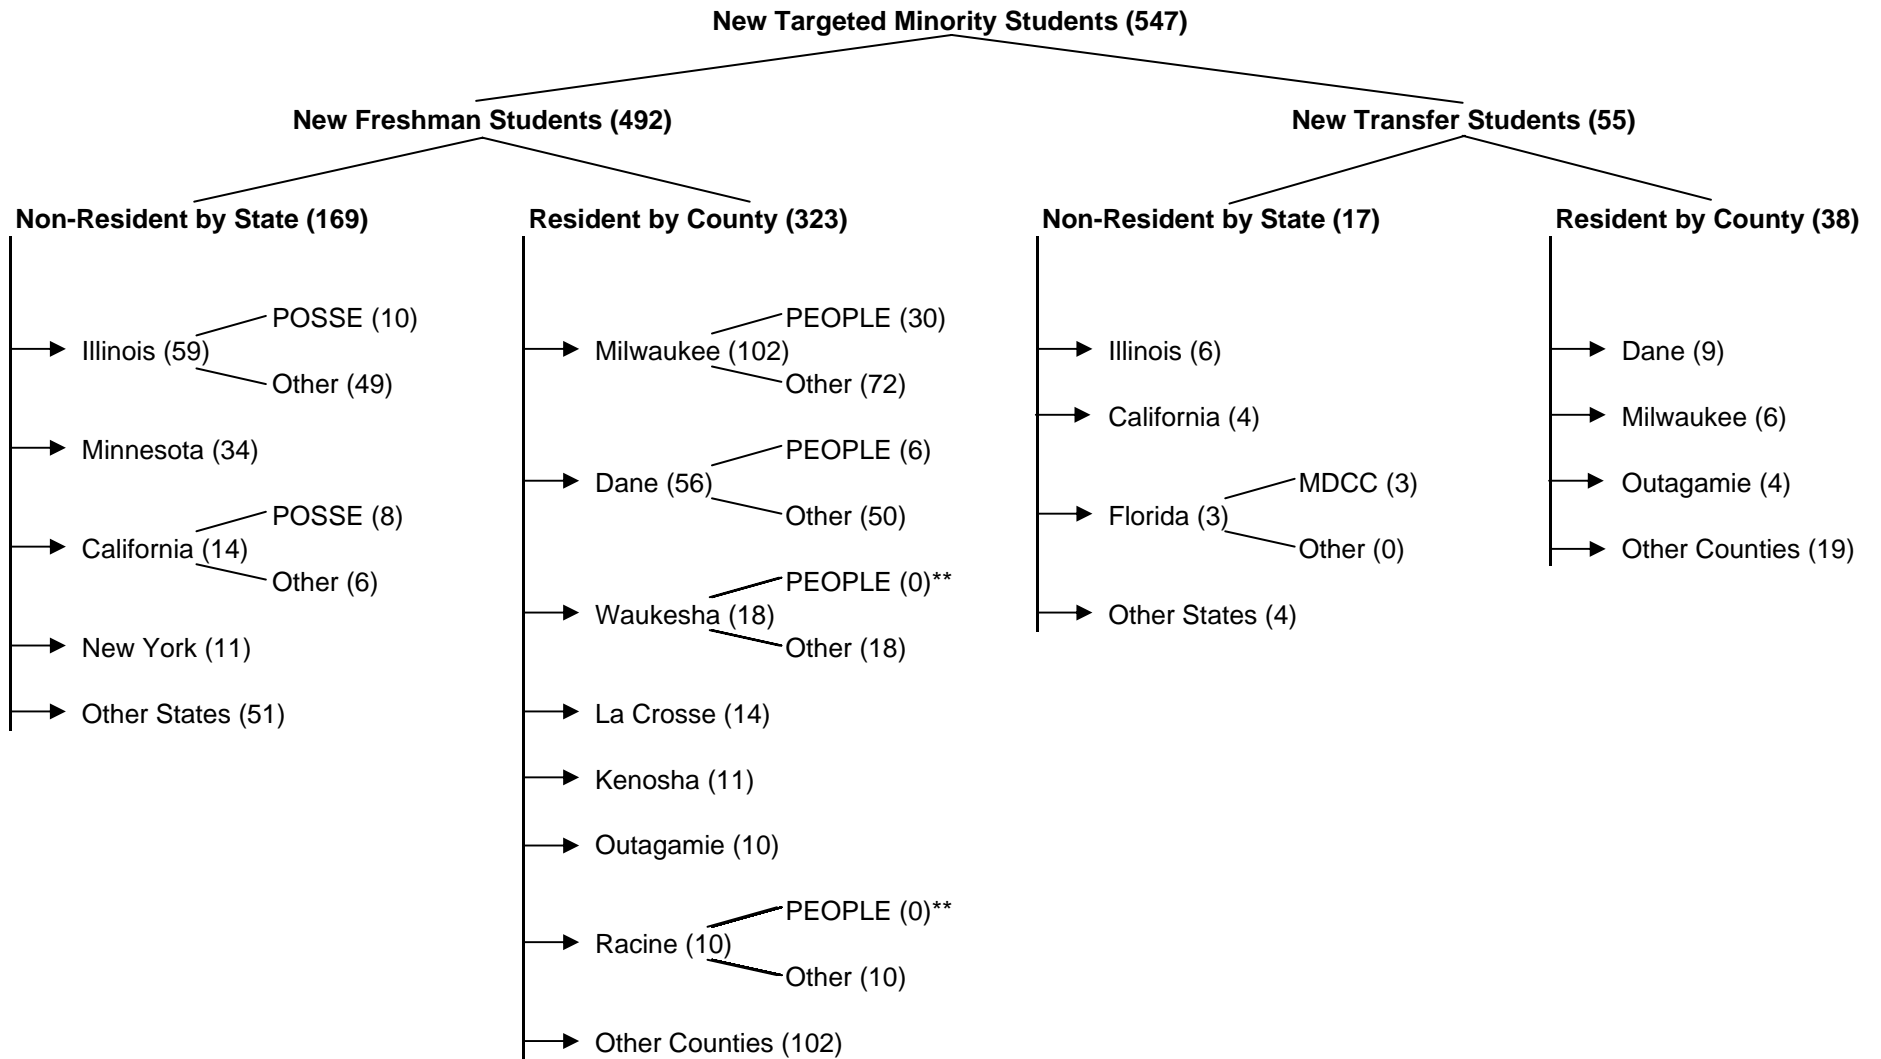 New Targeted Minority Students (547)
New Freshman Students (492)
New Transfer Students (55)
Non-Resident by State (169)
POSSE (10)
Illinois (59)
Other (49)
Minnesota (34)
POSSE (8)
California (14)
Other (6)
New York (11)
Other States (51)
Resident by County (323)
PEOPLE (30)
Milwaukee (102)
Other (72)
PEOPLE (6)
Dane (56)
Other (50)
PEOPLE (0)**
Waukesha (18)
Other (18)
La Crosse (14)
Kenosha (11)
Outagamie (10)
PEOPLE (0)**
Racine (10)
Other (10)
Other Counties (102)
Non-Resident by State (17)
Illinois (6)
California (4)
MDCC (3)
Florida (3)
Other (0)
Other States (4)
Resident by County (38)
Dane (9)
Milwaukee (6)
Outagamie (4)
Other Counties (19)